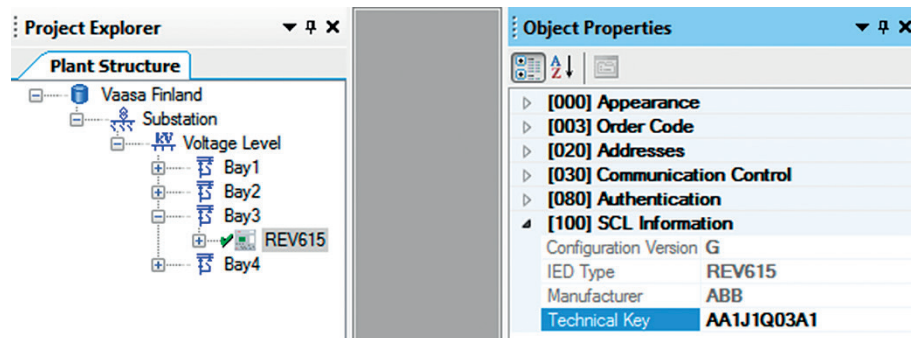 Project Explorer
Plant Structure
Vaasa Finland
Substation
Voltage Level
Bay1
Bay2
Bay3
REV615
Bay4
Object Properties
[000] Appearance
[003] Order Code
[020] Addresses
[030] Communication Control
[080] Authentication
[100] SCL Information
Configuration Version G
IED Type REV615
Manufacturer ABB
Technical Key AA1J1Q03A1